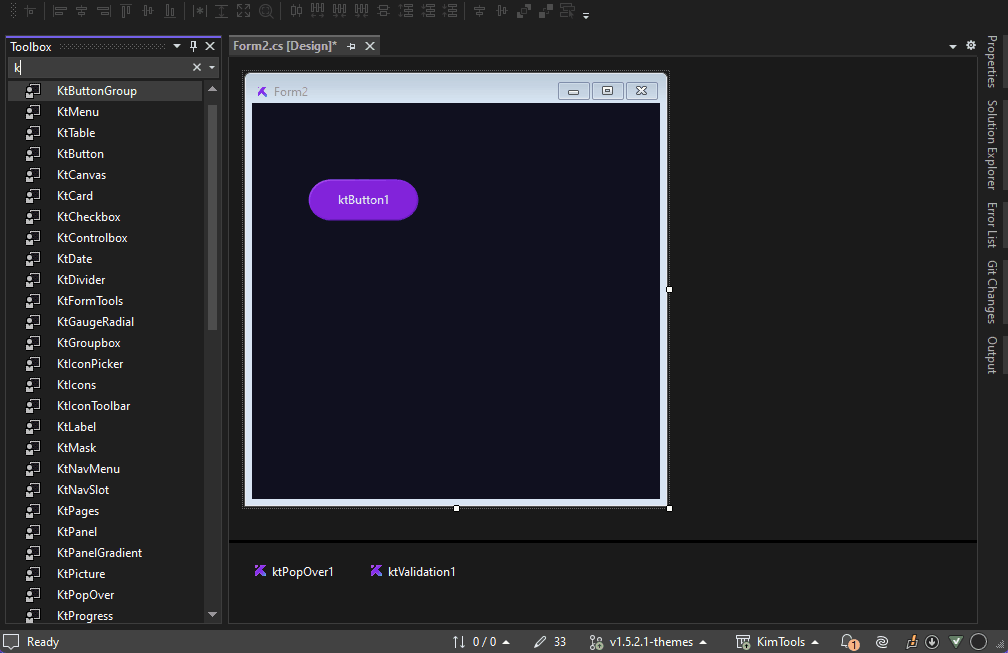 Toolbox
k
KtButtonGroup
KtMenu
KtTable
KtButton
KtCanvas
KtCard
KtCheckbox
KtControlbox
KtDate
KtDivider
KtFormTools
KtGaugeRadial
KtGroupbox
KtIconPicker
KtIcons
KtIconToolbar
KtLabel
KtMask
KtNavMenu
KtNavSlot
KtPages
KtPanel
KtPanelGradient
KtPicture
KtPopOver
KtProgress
Form2.cs [Design]*
Form2
ktButton1
ktPopOver1 ktValidation1
Properties
Solution Explorer
Error List
Git Changes
Output
Ready 0 / 0 33 v1.5.2.1-themes KimTools 1